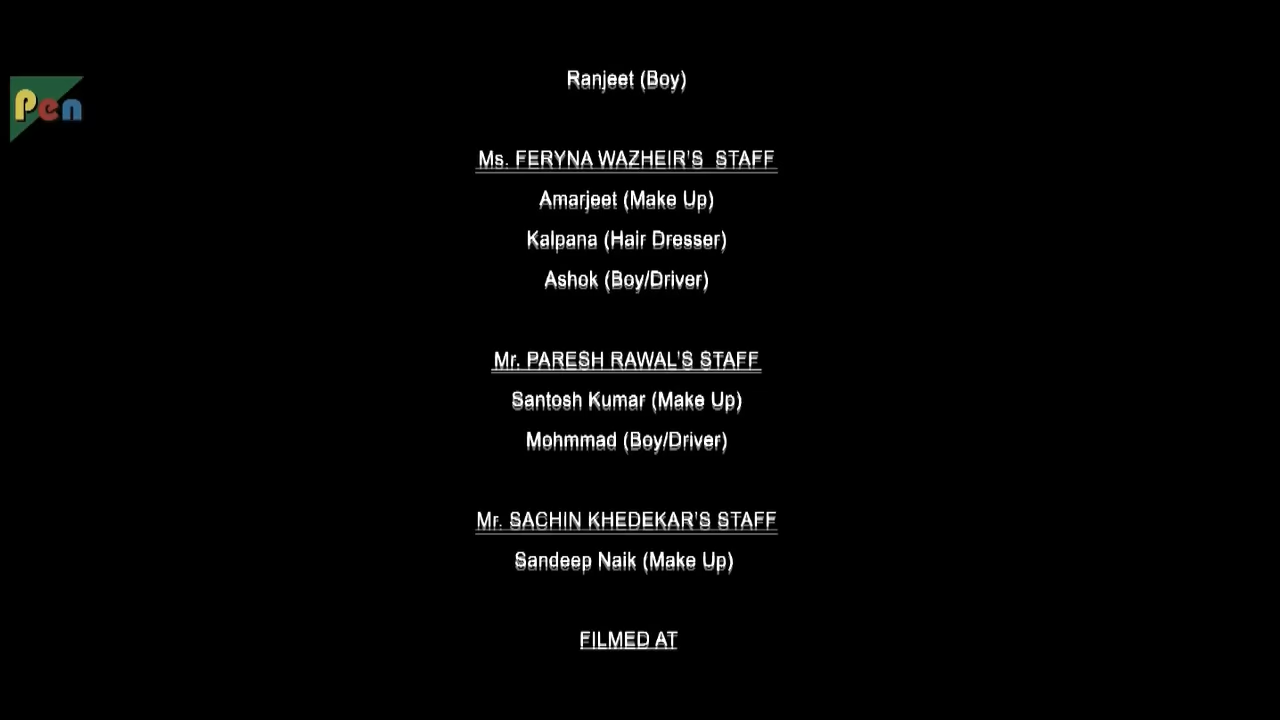 Pen
Ranjeet (Boy)
Ms. FERYNA WAZHEIR'S STAFF
Amarjeet (Make Up)
Kalpana (Hair Dresser)
Ashok (Boy/Driver)
Mr. PARESH RAWAL'S STAFF
Santosh Kumar (Make Up)
Mohmmad (Boy/Driver)
Mr. SACHIN KHEDEKAR'S STAFF
Sandeep Naik (Make Up)
FILMED AT